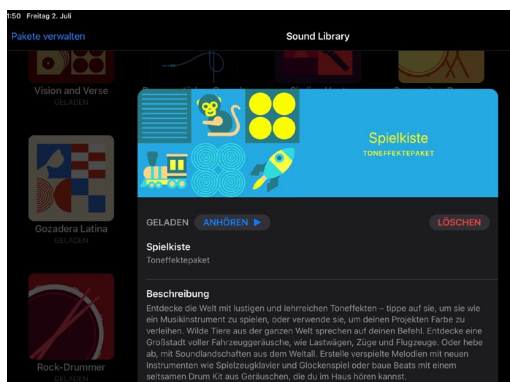 1:50 Freitag 2. Juli
Pakete verwalten
Sound Library
Vision and Verse
GELADEN
Spielkiste
TONEFFEKTEPAKET
GELADEN ANHÖREN LÖSCHEN
Gozadera Latina
GELADEN
Spielkiste
Toneffektepaket
Beschreibung
Entdecke die Welt mit lustigen und lehrreichen Toneffekten – tippe auf sie, um sie wie
ein Musikinstrument zu spielen, oder verwende sie, um deinen Projekten Farbe zu
verleihen. Wilde Tiere aus der ganzen Welt sprechen auf deinen Befehl. Entdecke eine
Großstadt voller Fahrzeuggeräusche, wie Lastwägen, Züge und Flugzeuge. Oder hebe
ab, mit Soundlandschaften aus dem Weltall. Erstelle verspielte Melodien mit neuen
Instrumenten wie Spielzeugklavier und Glockenspiel oder baue Beats mit einem
seltsamen Drum Kit aus Geräuschen, die du im Haus hören kannst.
Rock-Drummer
GELADEN